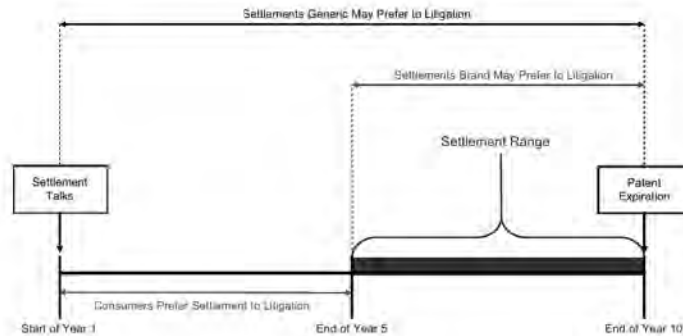 Settlements Generic May Prefer to Litigation
Settlements Brand May Prefer to Litigation
Settlement Range
Settlement
Talks
Patent
Expiration
Consumers Prefer Settlement to Litigation
Start of Year 1
End of Year 5
End of Year 10